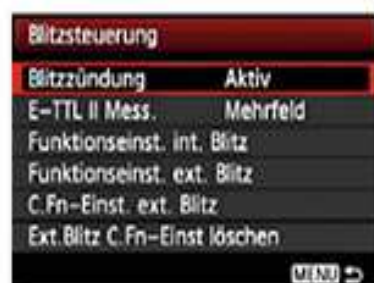 Blitzsteuerung
Blitzzündung Aktiv
E-TTL II Mess. Mehrfeld
Funktionseinst. int. Blitz
Funktionseinst. ext. Blitz
C.Fn-Einst. ext. Blitz
Ext.Blitz C.Fn-Einst löschen
MENU